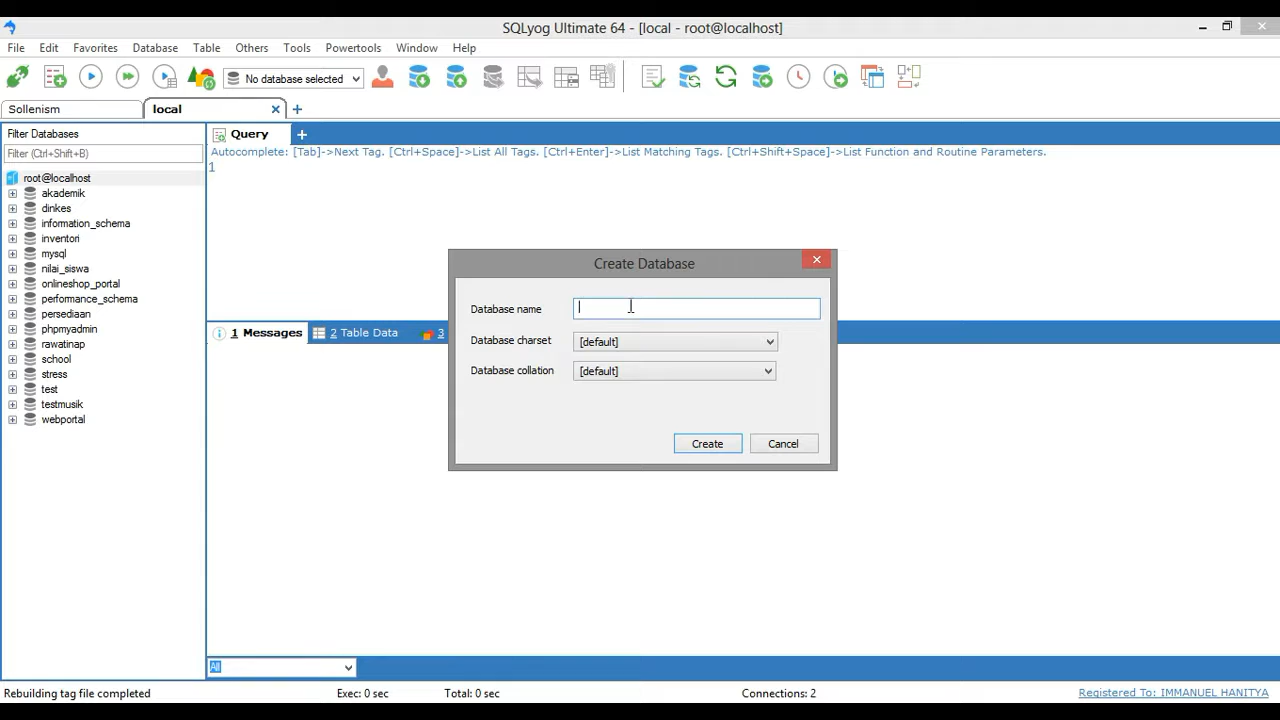 SQLyog Ultimate 64 - [local - root@localhost]
File Edit Favorites Database Table Others Tools Powertools Window Help
No database selected
Sollenism local
Filter Databases
Filter (Ctrl+Shift+B)
root@localhost
akademik
dinkes
information_schema
inventori
mysql
nilai_siswa
onlineshop_portal
performance_schema
persediaan
phpmyadmin
rawatinap
school
stress
test
testmusik
webportal
Query
Autocomplete: [Tab]->Next Tag. [Ctrl+Space]->List All Tags. [Ctrl+Enter]->List Matching Tags. [Ctrl+Shift+Space]->List Function and Routine Parameters.
1
Create Database
Database name
Database charset [default]
Database collation [default]
Create Cancel
1 Messages 2 Table Data 3
All
Rebuilding tag file completed Exec: 0 sec Total: 0 sec Connections: 2 Registered To: IMMANUEL HANITYA